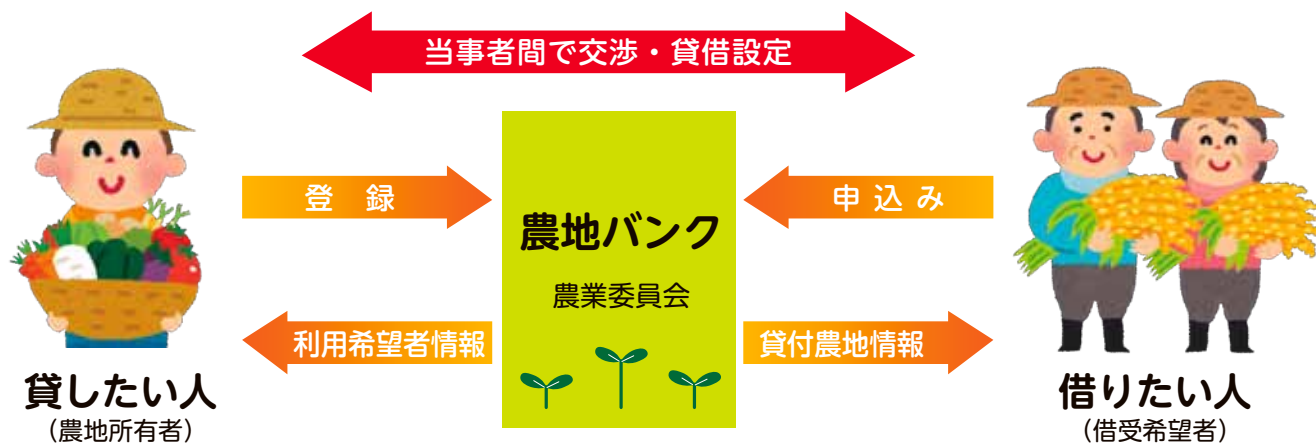 当事者間で交渉・貸借設定
登録
申込み
農地バンク
農業委員会
利用希望者情報
貸付農地情報
貸したい人
（農地所有者）
借りたい人
（借受希望者）